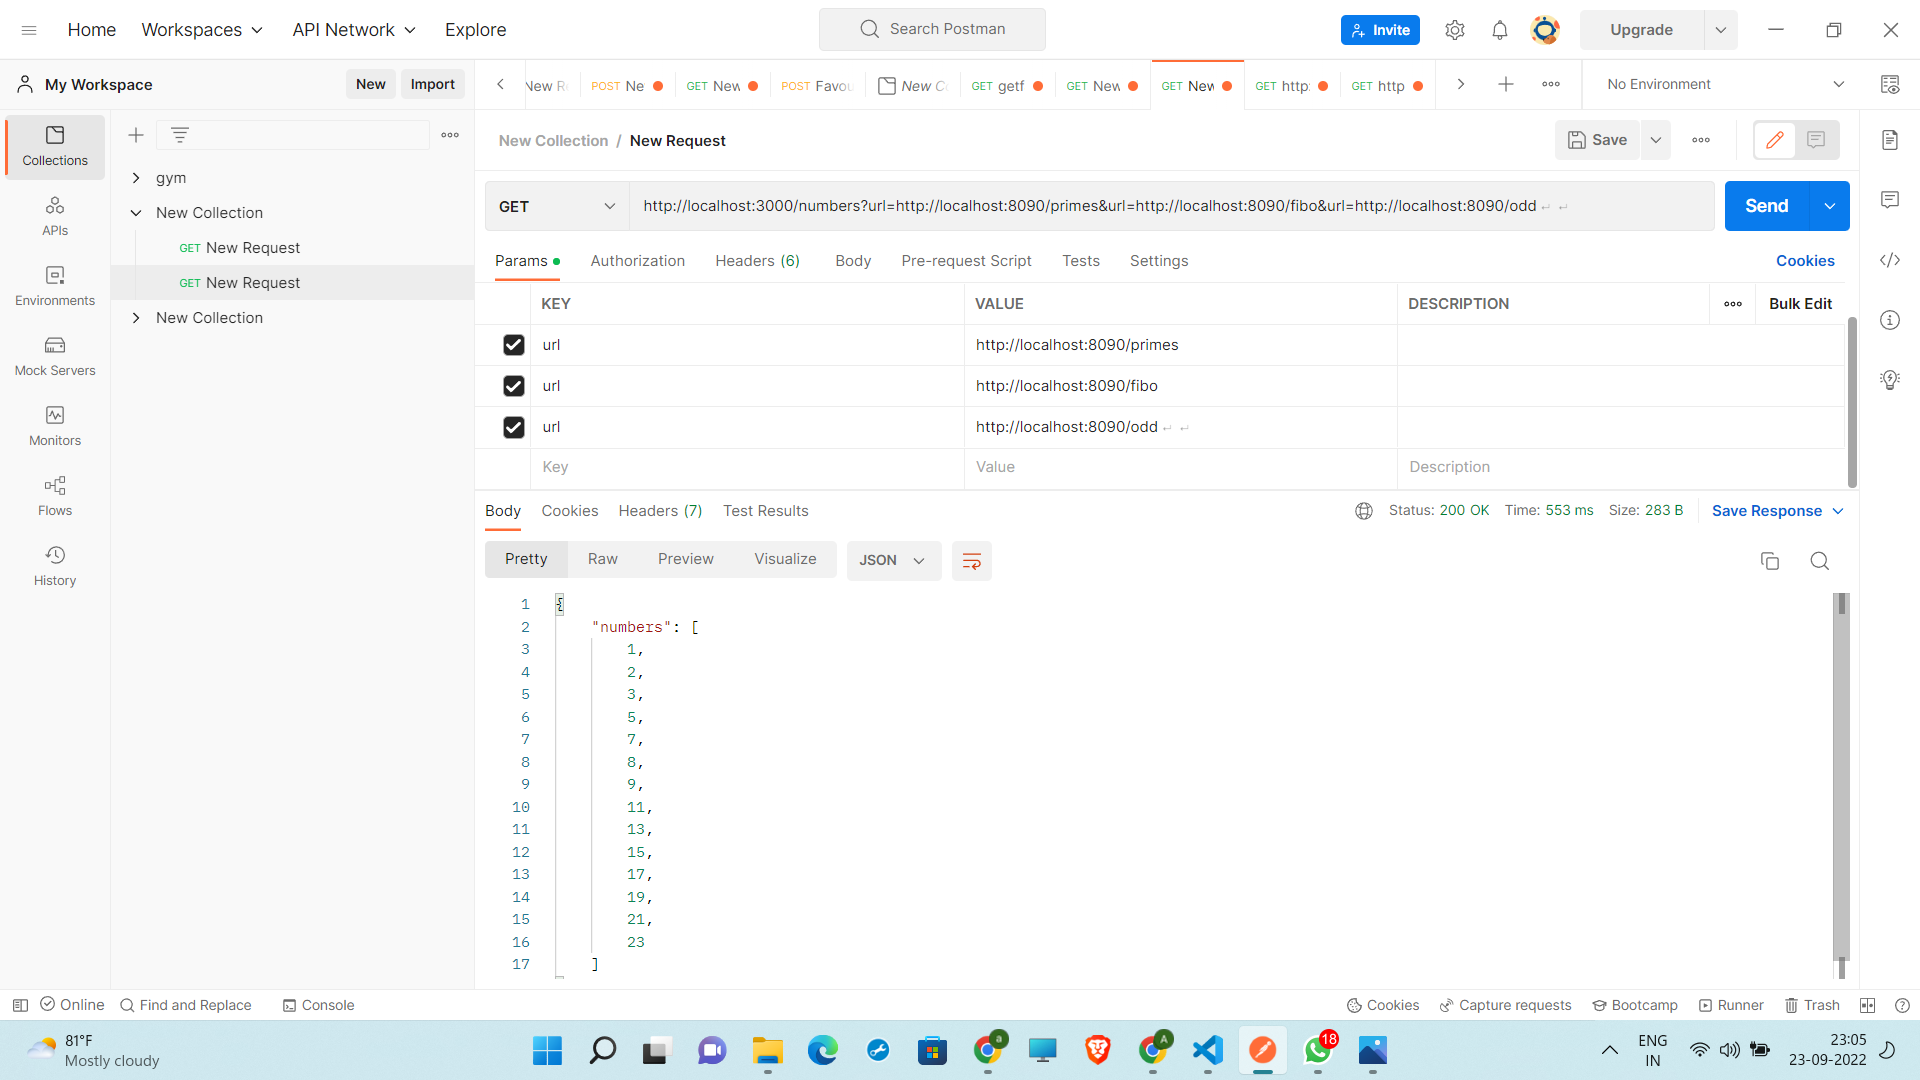 Home
Workspaces
API Network
Explore
Search Postman
Invite
Upgrade
My Workspace
New
Import
New R
POST Ne
GET New
POST Favou
New C
GET getf
GET New
GET New
GET http:
GET http
No Environment
Collections
APIs
Environments
Mock Servers
Monitors
Flows
History
gym
New Collection
GET New Request
GET New Request
New Collection
New Collection / New Request
Save
GET
http://localhost:3000/numbers?url=http://localhost:8090/primes&url=http://localhost:8090/fibo&url=http://localhost:8090/odd
Send
Params
Authorization
Headers (6)
Body
Pre-request Script
Tests
Settings
Cookies
KEY
VALUE
DESCRIPTION
Bulk Edit
url
http://localhost:8090/primes
url
http://localhost:8090/fibo
url
http://localhost:8090/odd
Key
Value
Description
Body
Cookies
Headers (7)
Test Results
Status: 200 OK
Time: 553 ms
Size: 283 B
Save Response
Pretty
Raw
Preview
Visualize
JSON
1 {
2 "numbers": [
3 1,
4 2,
5 3,
6 5,
7 7,
8 8,
9 9,
10 11,
11 13,
12 15,
13 17,
14 19,
15 21,
16 23
17 ]
Online
Find and Replace
Console
Cookies
Capture requests
Bootcamp
Runner
Trash
81°F
Mostly cloudy
a
A
18
ENG
IN
23:05
23-09-2022